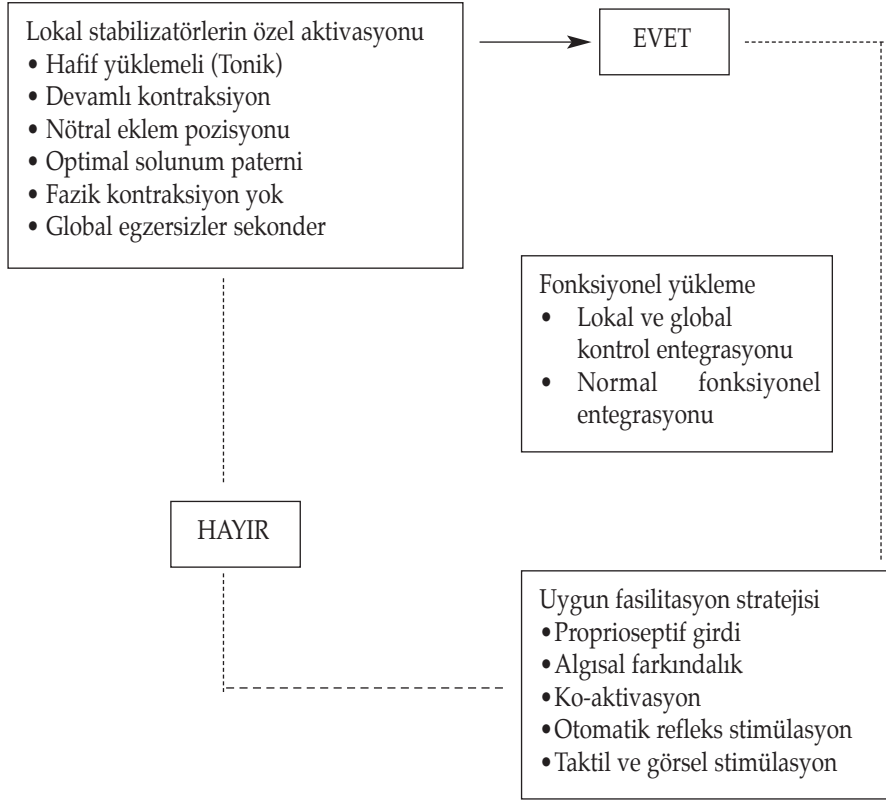 Lokal stabilizatörlerin özel aktivasyonu
• Hafif yüklemeli (Tonik)
• Devamlı kontraksiyon
• Nötral eklem pozisyonu
• Optimal solunum paterni
• Fazik kontraksiyon yok
• Global egzersizler sekonder
EVET
Fonksiyonel yükleme
• Lokal ve global
kontrol entegrasyonu
• Normal fonksiyonel
entegrasyonu
HAYIR
Uygun fasilitasyon stratejisi
•Proprioseptif girdi
•Algısal farkındalık
•Ko-aktivasyon
•Otomatik refleks stimülasyon
•Taktil ve görsel stimülasyon